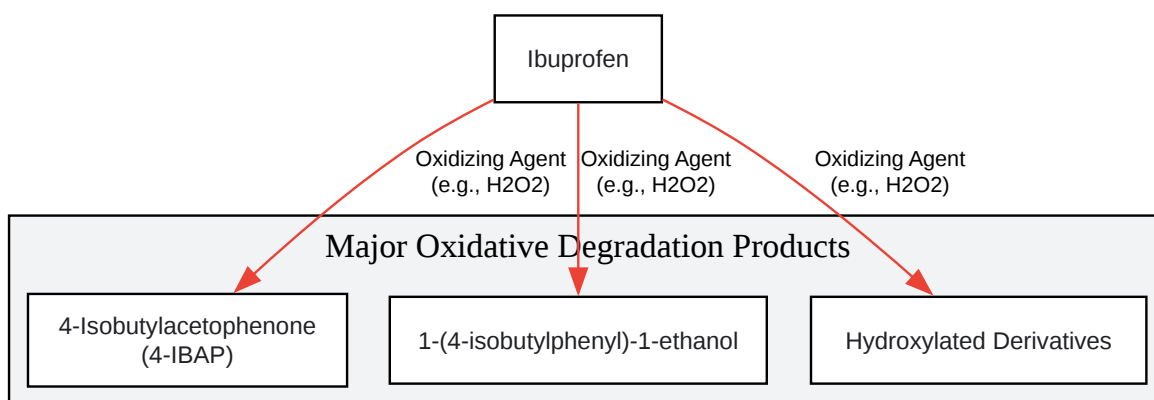 Ibuprofen
Oxidizing Agent
(e.g., H2O2)
Oxidizing Agent
(e.g., H2O2)
Oxidizing Agent
(e.g., H2O2)
Major Oxidative Degradation Products
4-Isobutylacetophenone
(4-IBAP)
1-(4-isobutylphenyl)-1-ethanol
Hydroxylated Derivatives